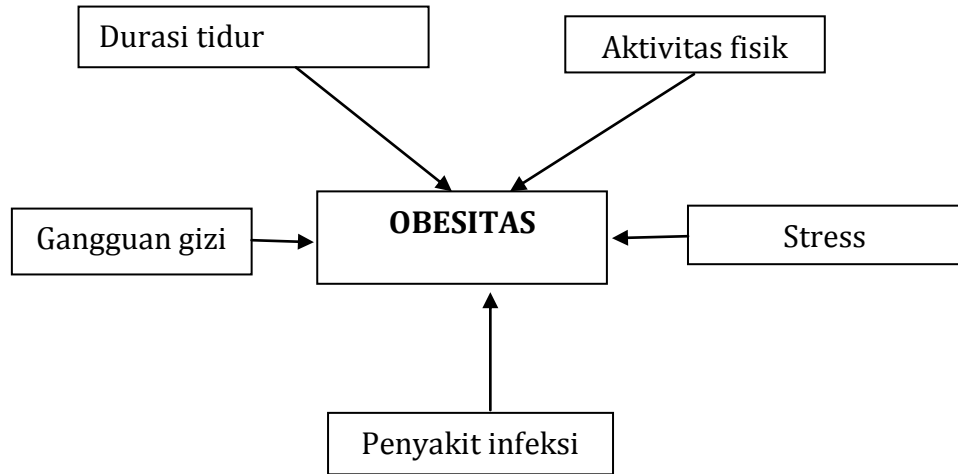 Durasi tidur
Aktivitas fisik
OBESITAS
Gangguan gizi
Stress
Penyakit infeksi